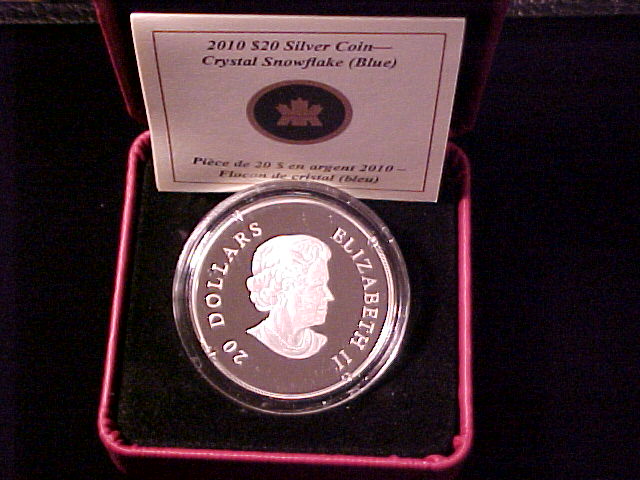 2010 $20 Silver Coin—
Crystal Snowflake (Blue)
Pièce de 20 $ en argent 2010 –
Flocon de cristal (bleu)
20 DOLLARS
ELIZABETH II